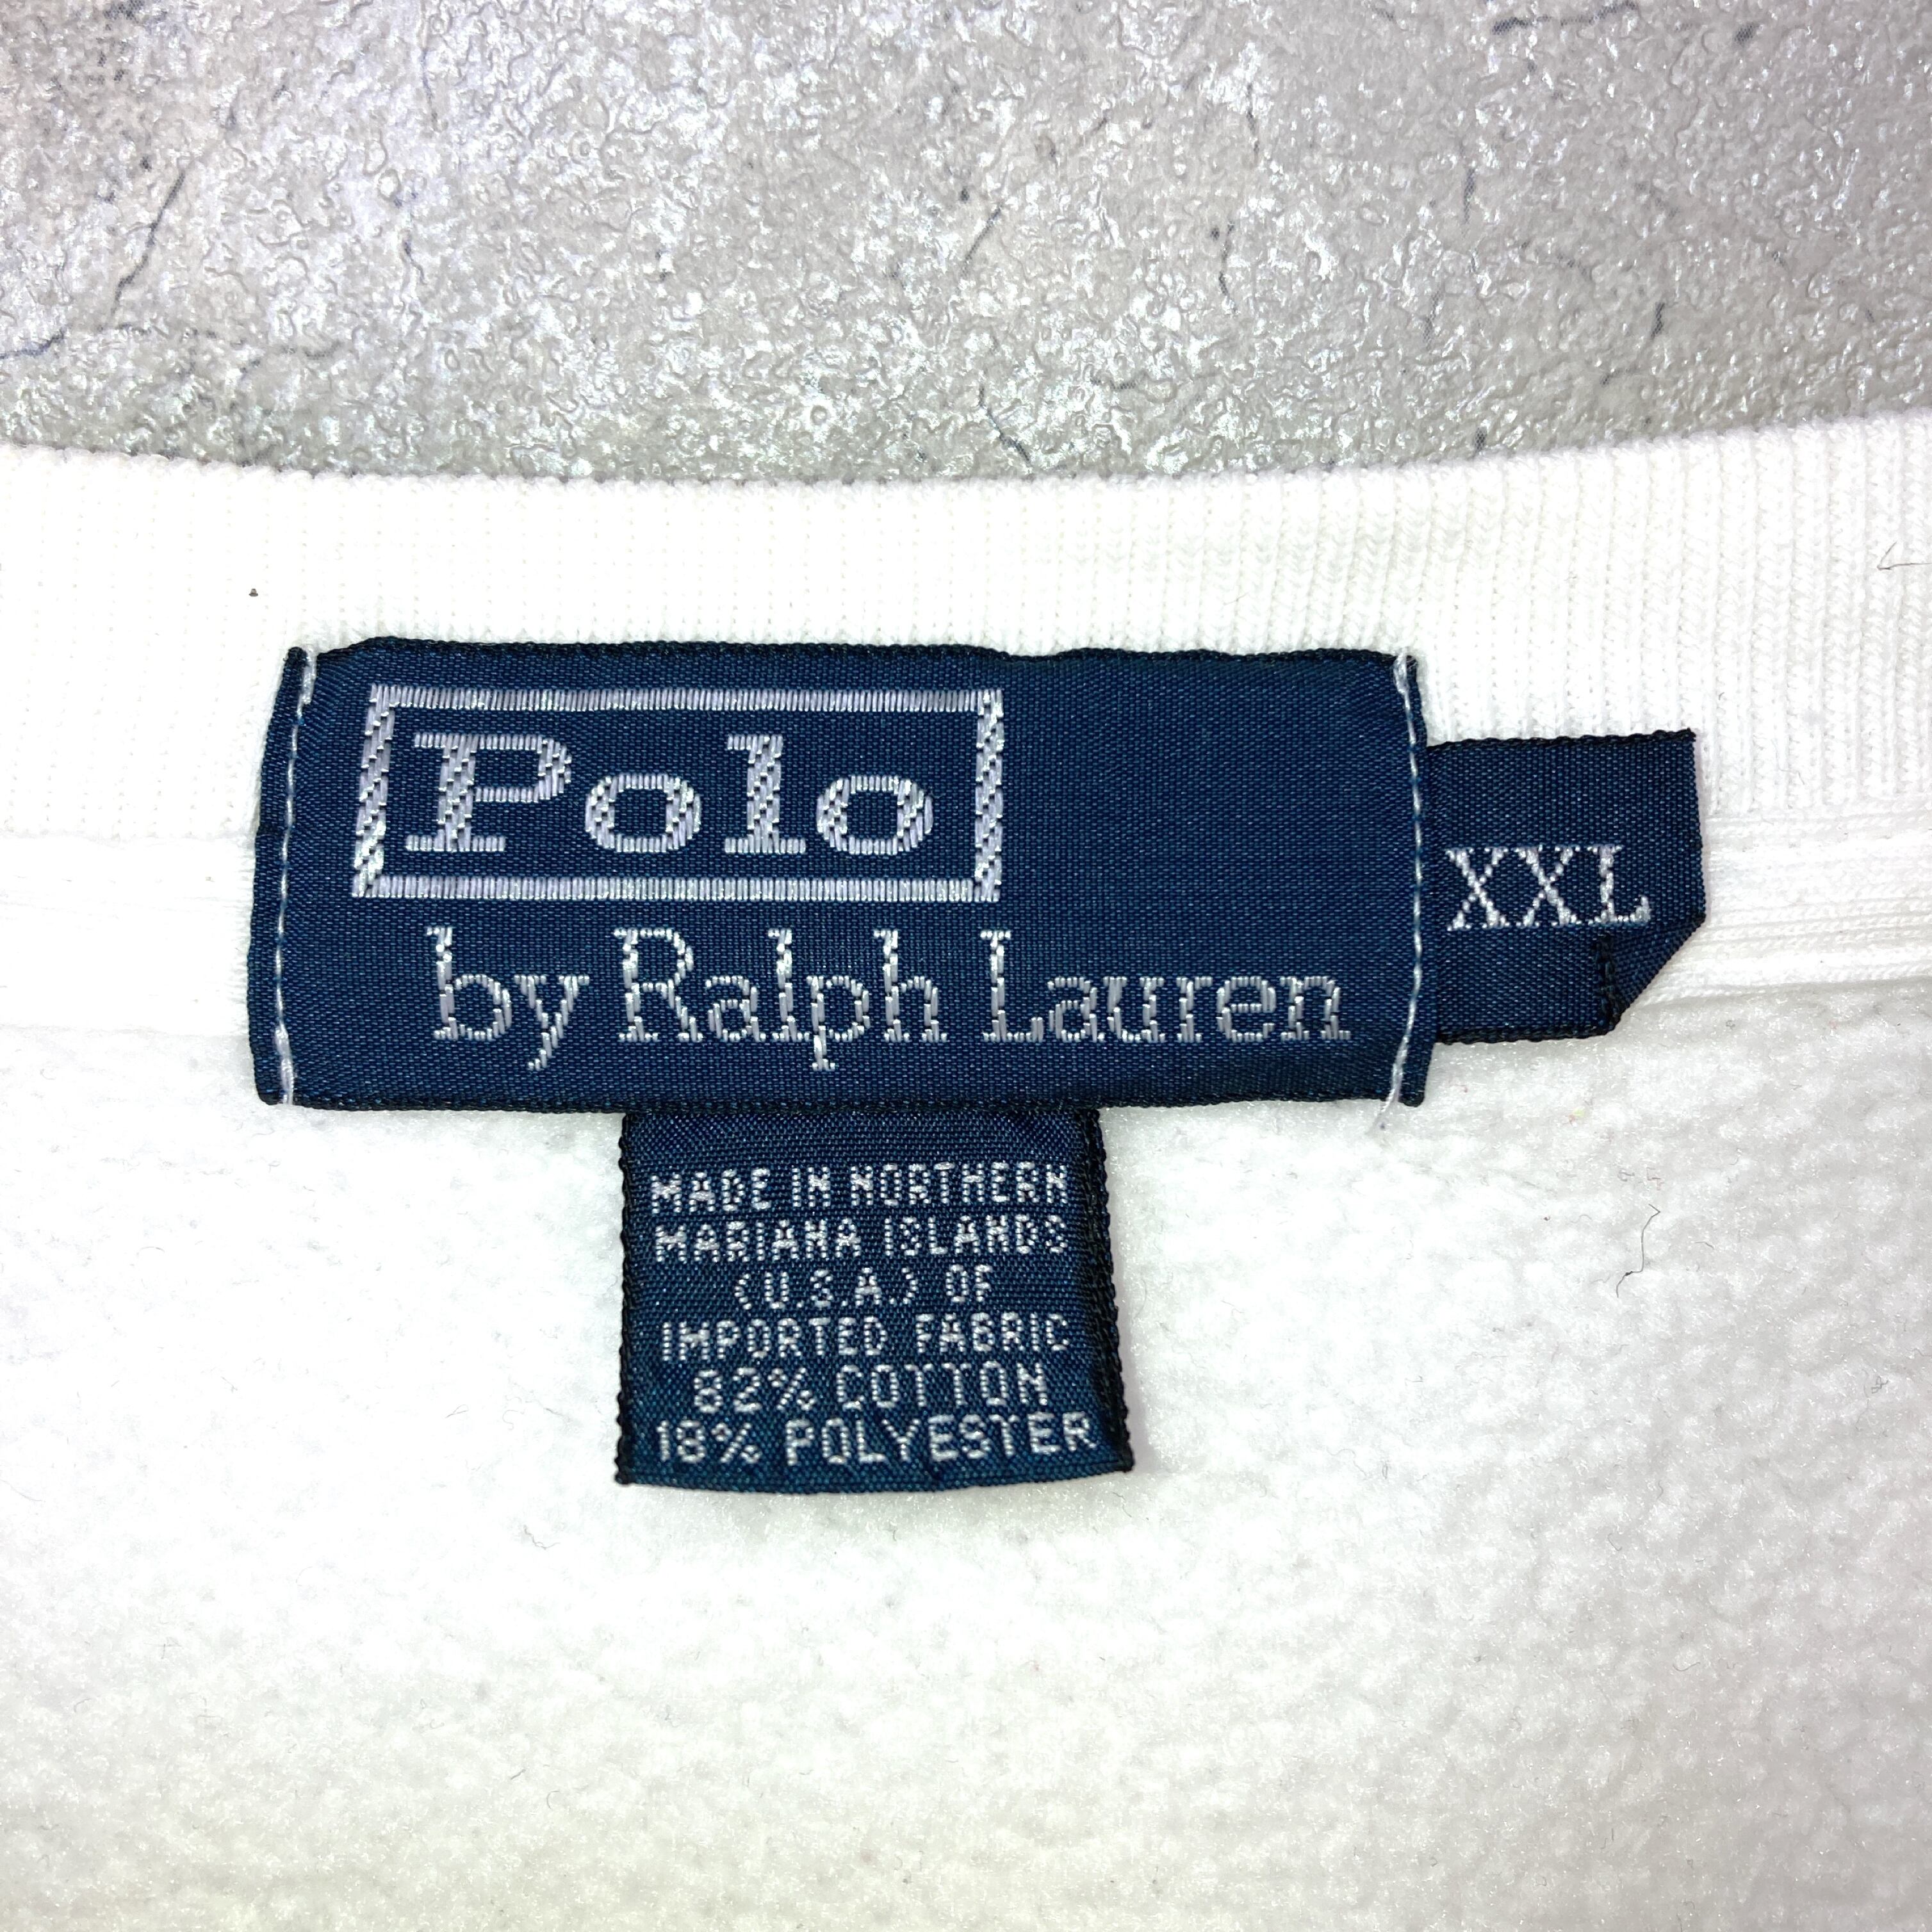 Polo
by Ralph Lauren
XXL
MADE IN NORTHERN
MARIANA ISLANDS
(U.S.A.) OF
IMPORTED FABRIC
82% COTTON
18% POLYESTER